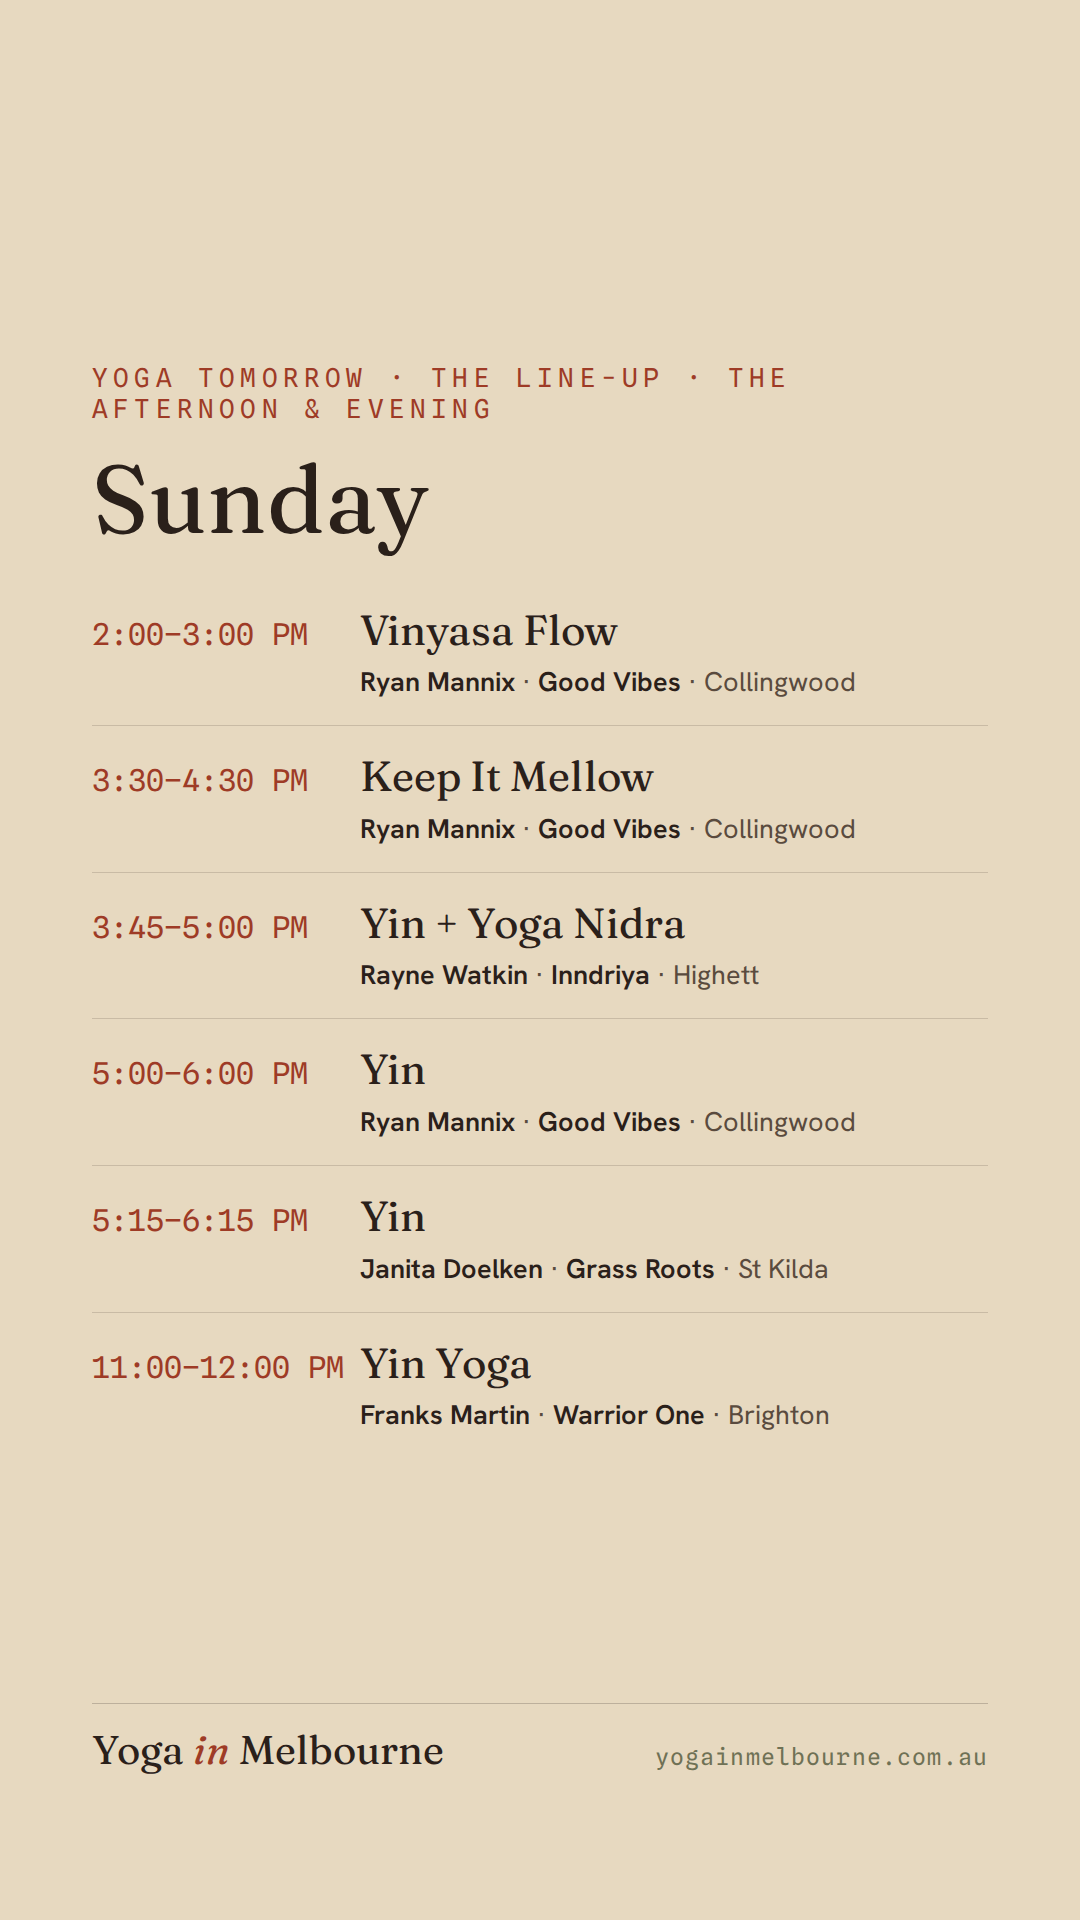 YOGA TOMORROW · THE LINE-UP · THE
AFTERNOON & EVENING
Sunday
2:00–3:00 PM Vinyasa Flow
Ryan Mannix · Good Vibes · Collingwood
3:30–4:30 PM Keep It Mellow
Ryan Mannix · Good Vibes · Collingwood
3:45–5:00 PM Yin + Yoga Nidra
Rayne Watkin · Inndriya · Highett
5:00–6:00 PM Yin
Ryan Mannix · Good Vibes · Collingwood
5:15–6:15 PM Yin
Janita Doelken · Grass Roots · St Kilda
11:00–12:00 PM Yin Yoga
Franks Martin · Warrior One · Brighton
Yoga in Melbourne
yogainmelbourne.com.au